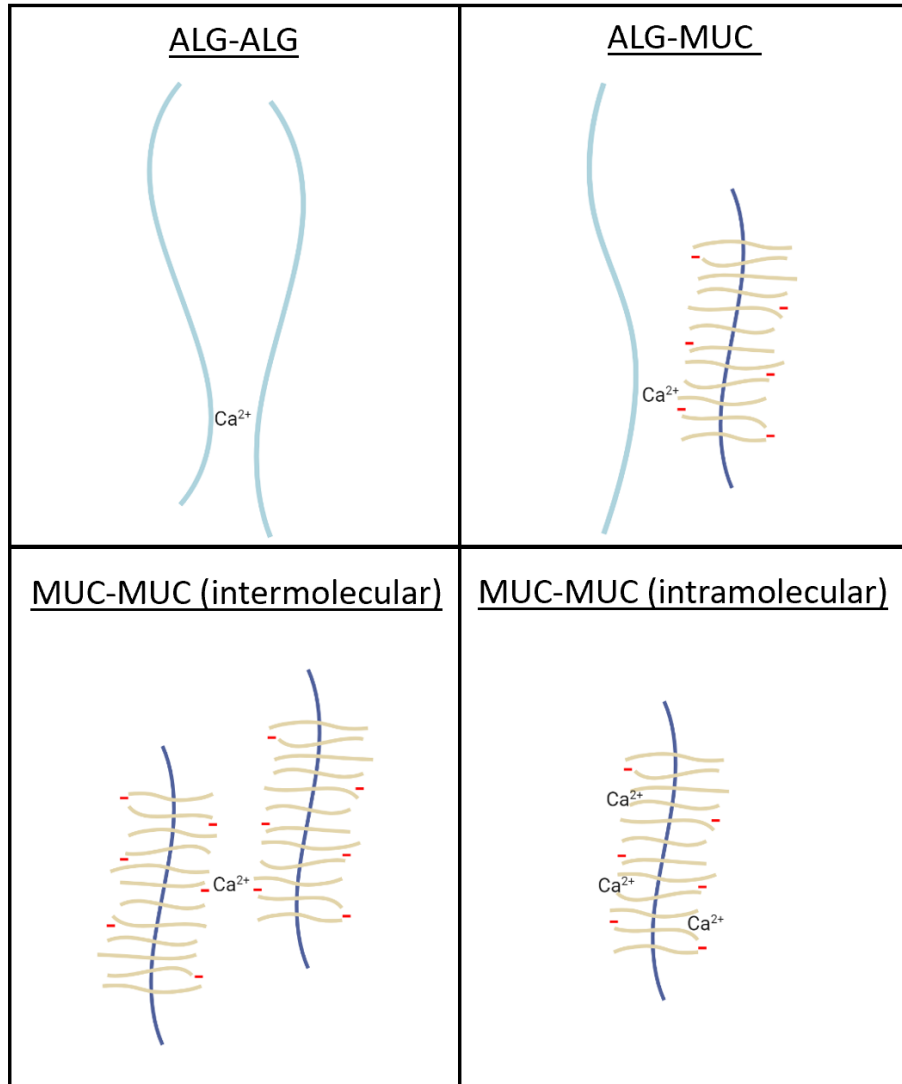 ALG-ALG
ALG-MUC
Ca²⁺
Ca²⁺
MUC-MUC (intermolecular)
MUC-MUC (intramolecular)
Ca²⁺
Ca²⁺
Ca²⁺
Ca²⁺